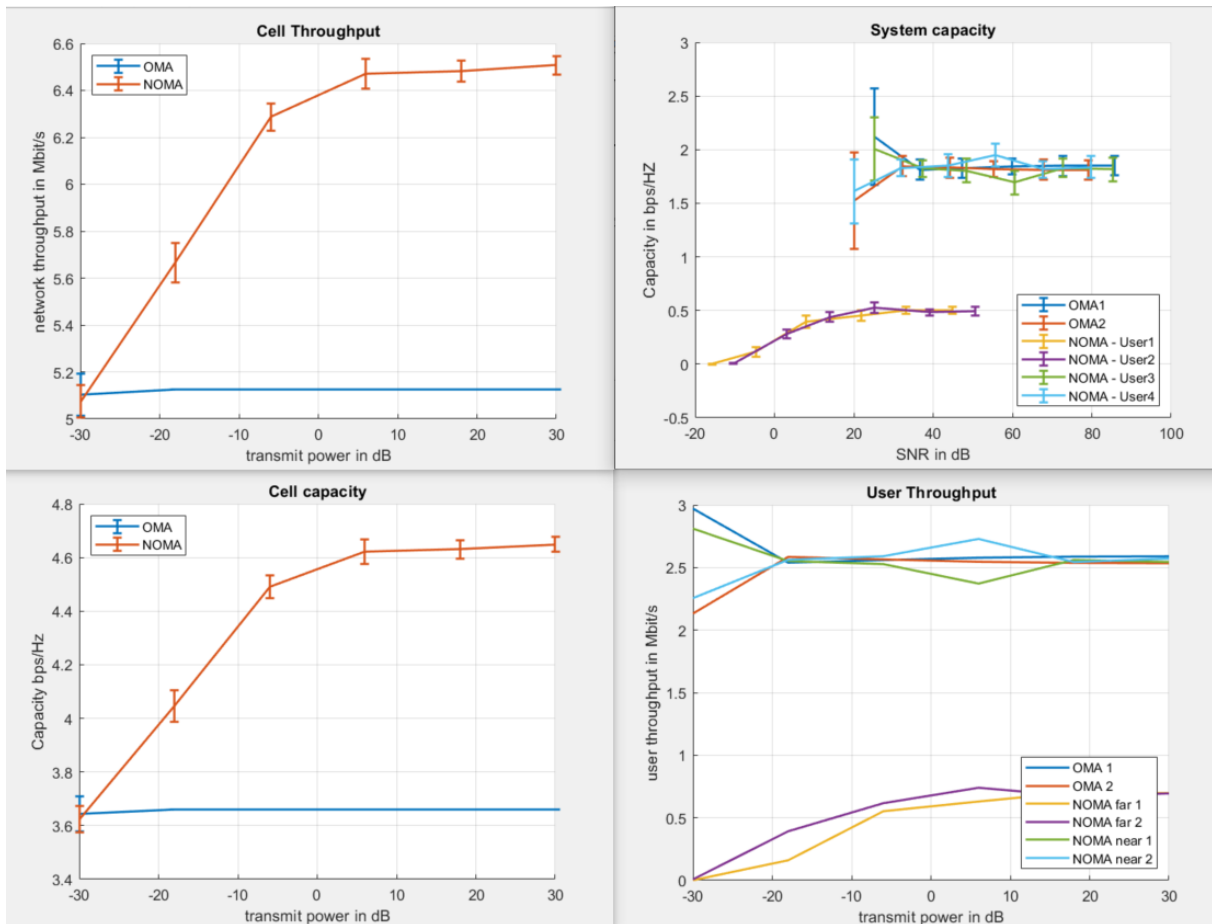 Cell Throughput
6.6
6.4
6.2
6
5.8
5.6
5.4
5.2
5
network throughput in Mbit/s
OMA
NOMA
-30
-20
-10
0
10
20
30
transmit power in dB
System capacity
3
2.5
2
1.5
1
0.5
0
-0.5
Capacity in bps/HZ
OMA1
OMA2
NOMA - User1
NOMA - User2
NOMA - User3
NOMA - User4
-20
0
20
40
60
80
100
SNR in dB
Cell capacity
4.8
4.6
4.4
4.2
4
3.8
3.6
3.4
Capacity bps/Hz
OMA
NOMA
-30
-20
-10
0
10
20
30
transmit power in dB
User Throughput
3
2.5
2
1.5
1
0.5
0
user throughput in Mbit/s
OMA 1
OMA 2
NOMA far 1
NOMA far 2
NOMA near 1
NOMA near 2
-30
-20
-10
0
10
20
30
transmit power in dB